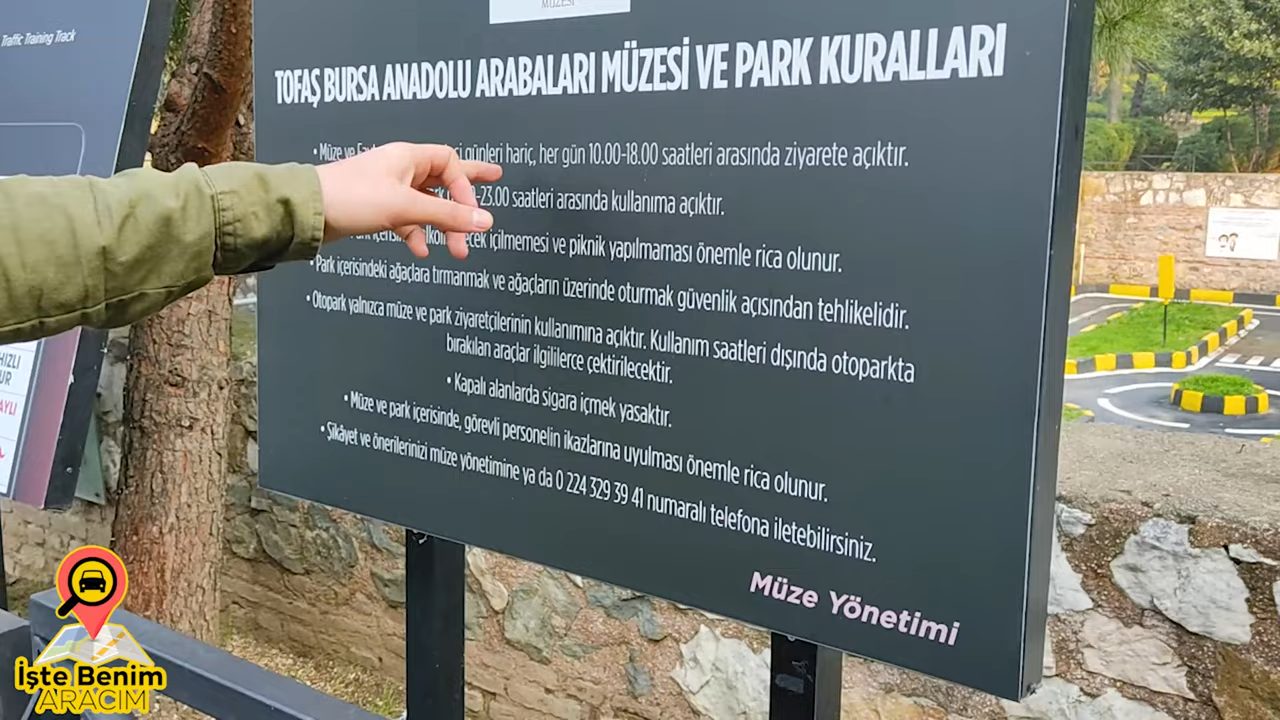 Traffic Training Track
MÜZESİ
TOFAŞ BURSA ANADOLU ARABALARI MÜZESİ VE PARK KURALLARI
• Müze ve günleri hariç, her gün 10.00-18.00 saatleri arasında ziyarete açıktır.
-23.00 saatleri arasında kullanıma açıktır.
içilmemesi ve piknik yapılmaması önemle rica olunur.
• Park içerisindeki ağaçlara tırmanmak ve ağaçların üzerinde oturmak güvenlik açısından tehlikelidir.
• Otopark yalnızca müze ve park ziyaretçilerinin kullanımına açıktır. Kullanım saatleri dışında otoparkta
bırakılan araçlar ilgililerce çektirilecektir.
• Kapalı alanlarda sigara içmek yasaktır.
• Müze ve park içerisinde, görevli personelin ikazlarına uyulması önemle rica olunur.
• Şikâyet ve önerilerinizi müze yönetimine ya da 0 224 329 39 41 numaralı telefona iletebilirsiniz.
Müze Yönetimi
İşte Benim
ARACIM